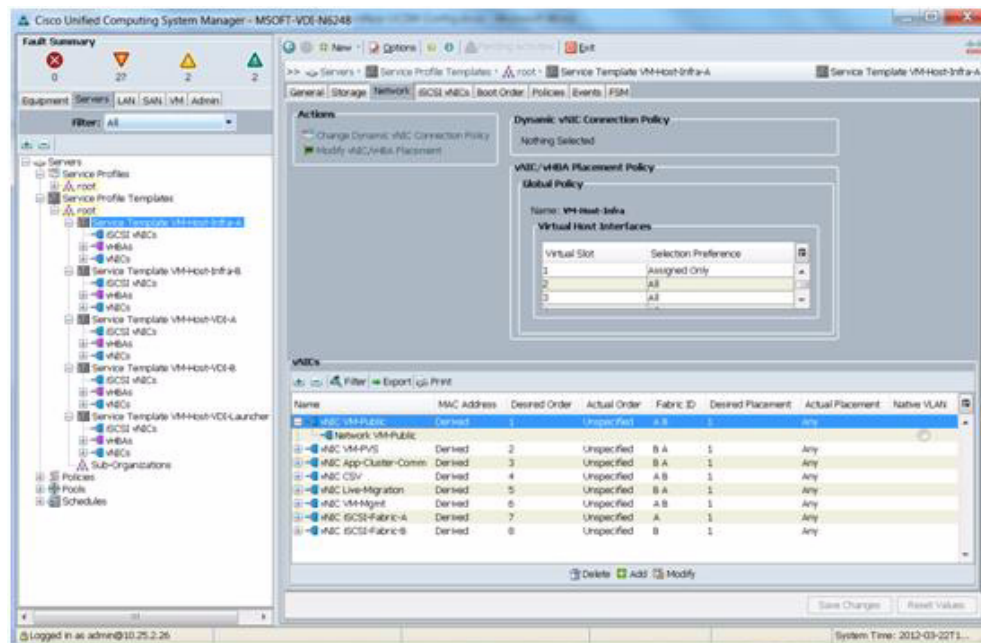 Cisco Unified Computing System Manager - MSOFT-VDI-N6248
Fault Summary
0 27 2 2
Equipment Servers LAN SAN VM Admin
Filter: All
Servers
Service Profiles
root
Service Profile Templates
root
Service Template VM-Host-Infra-A
iSCSI vNICs
vHBAs
vNICs
Service Template VM-Host-Infra-B
iSCSI vNICs
vHBAs
vNICs
Service Template VM-Host-VDI-A
iSCSI vNICs
vHBAs
vNICs
Service Template VM-Host-VDI-B
iSCSI vNICs
vHBAs
vNICs
Service Template VM-Host-VDI-Launcher
iSCSI vNICs
vHBAs
vNICs
Sub-Organizations
Policies
Pools
Schedules
Logged in as admin@10.25.2.26
New Options Exit
>> Servers Service Profile Templates root Service Template VM-Host-Infra-A Service Template VM-Host-Infra-A
General Storage Network iSCSI vNICs Boot Order Policies Events FSM
Actions
Change Dynamic vNIC Connection Policy
Modify vNIC/vHBA Placement
Dynamic vNIC Connection Policy
Nothing Selected
vNIC/vHBA Placement Policy
Global Policy
Name: VM-Host-Infra
Virtual Host Interfaces
Virtual Slot Selection Preference
1 Assigned Only
2 All
3 All
vNICs
Filter Export Print
Name MAC Address Desired Order Actual Order Fabric ID Desired Placement Actual Placement Native VLAN
vNIC VM-Public Derived 1 Unspecified A B 1 Any
Network VM-Public
vNIC VM-PVS Derived 2 Unspecified B A 1 Any
vNIC App-Cluster-Comm Derived 3 Unspecified B A 1 Any
vNIC CSV Derived 4 Unspecified A B 1 Any
vNIC Live-Migration Derived 5 Unspecified B A 1 Any
vNIC VM-Mgmt Derived 6 Unspecified A B 1 Any
vNIC iSCSI-Fabric-A Derived 7 Unspecified A 1 Any
vNIC iSCSI-Fabric-B Derived 8 Unspecified B 1 Any
Delete Add Modify
Save Changes Reset Values
System Time: 2012-03-22T1...